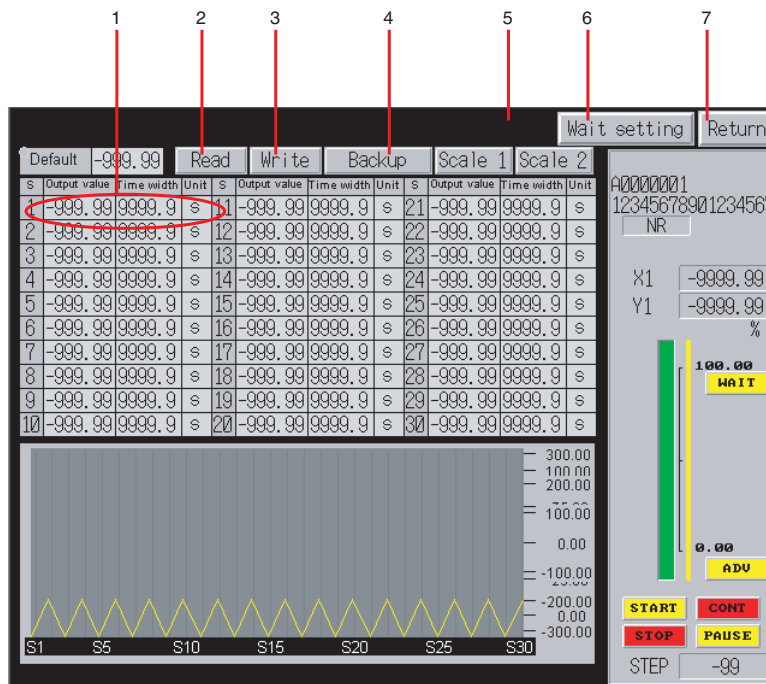 1 2 3 4 5 6 7
Wait setting Return
Default -999.99 Read Write Backup Scale 1 Scale 2
S Output value Time width Unit S Output value Time width Unit S Output value Time width Unit
1 -999.99 9999.9 s 11 -999.99 9999.9 s 21 -999.99 9999.9 s
2 -999.99 9999.9 s 12 -999.99 9999.9 s 22 -999.99 9999.9 s
3 -999.99 9999.9 s 13 -999.99 9999.9 s 23 -999.99 9999.9 s
4 -999.99 9999.9 s 14 -999.99 9999.9 s 24 -999.99 9999.9 s
5 -999.99 9999.9 s 15 -999.99 9999.9 s 25 -999.99 9999.9 s
6 -999.99 9999.9 s 16 -999.99 9999.9 s 26 -999.99 9999.9 s
7 -999.99 9999.9 s 17 -999.99 9999.9 s 27 -999.99 9999.9 s
8 -999.99 9999.9 s 18 -999.99 9999.9 s 28 -999.99 9999.9 s
9 -999.99 9999.9 s 19 -999.99 9999.9 s 29 -999.99 9999.9 s
10 -999.99 9999.9 s 20 -999.99 9999.9 s 30 -999.99 9999.9 s
300.00
100.00
200.00
100.00
0.00
-100.00
-200.00
0.00
-300.00
S1 S5 S10 S15 S20 S25 S30
A0000001
1234567890123456
NR
X1 -9999.99
Y1 -9999.99
%
100.00
WAIT
0.00
ADV
START CONT
STOP PAUSE
STEP -99